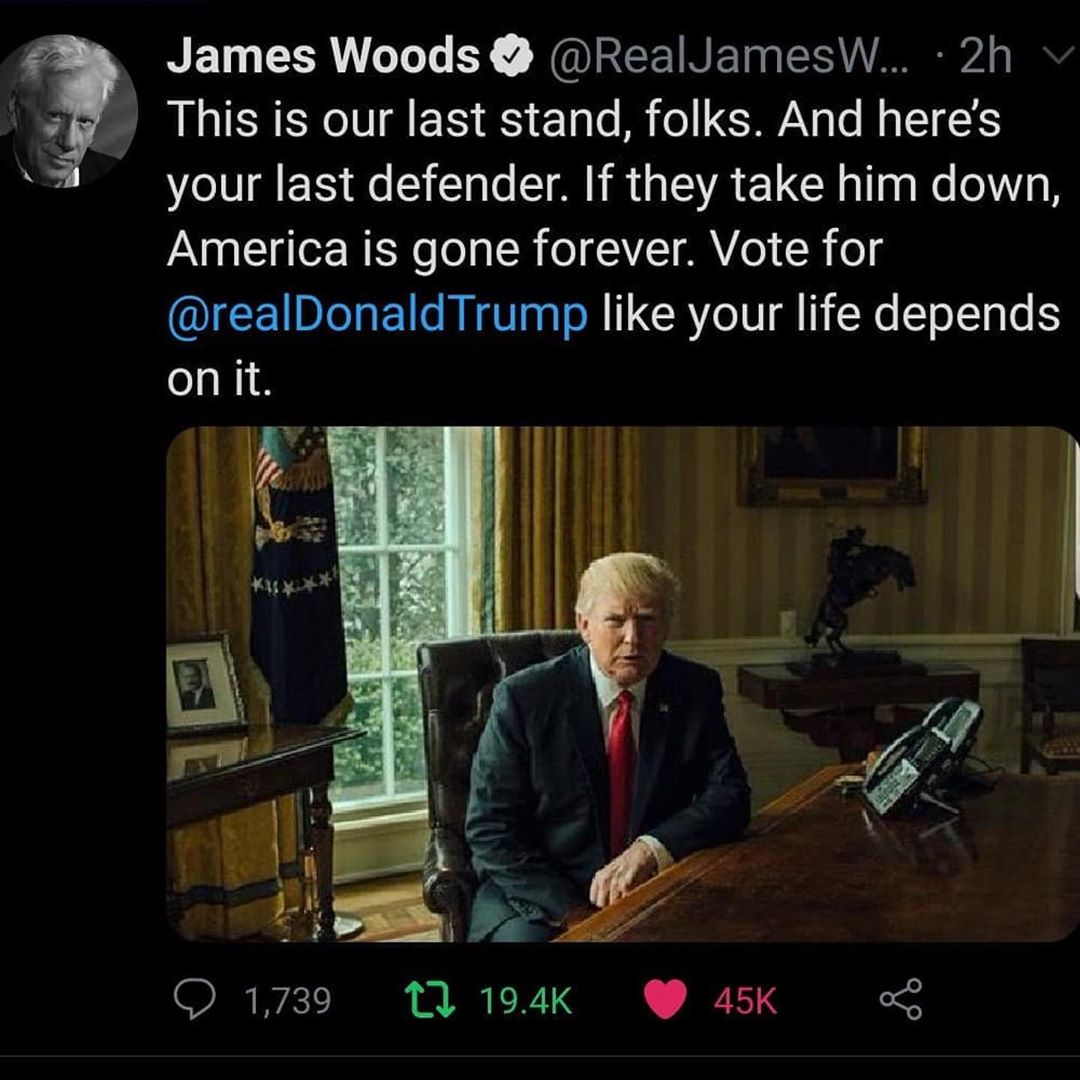 James Woods @RealJamesW... · 2h
This is our last stand, folks. And here's
your last defender. If they take him down,
America is gone forever. Vote for
@realDonaldTrump like your life depends
on it.
1,739 19.4K 45K